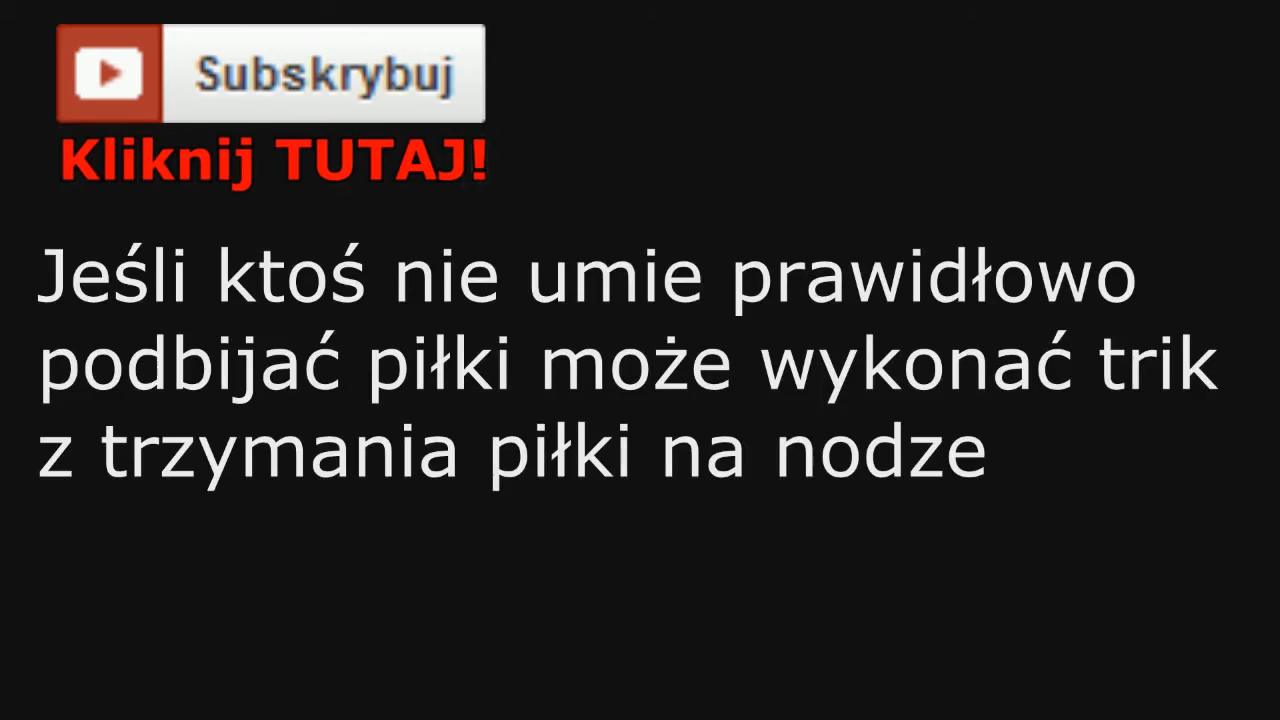 Subskrybuj
Kliknij TUTAJ!
Jeśli ktoś nie umie prawidłowo
podbijać piłki może wykonać trik
z trzymania piłki na nodze